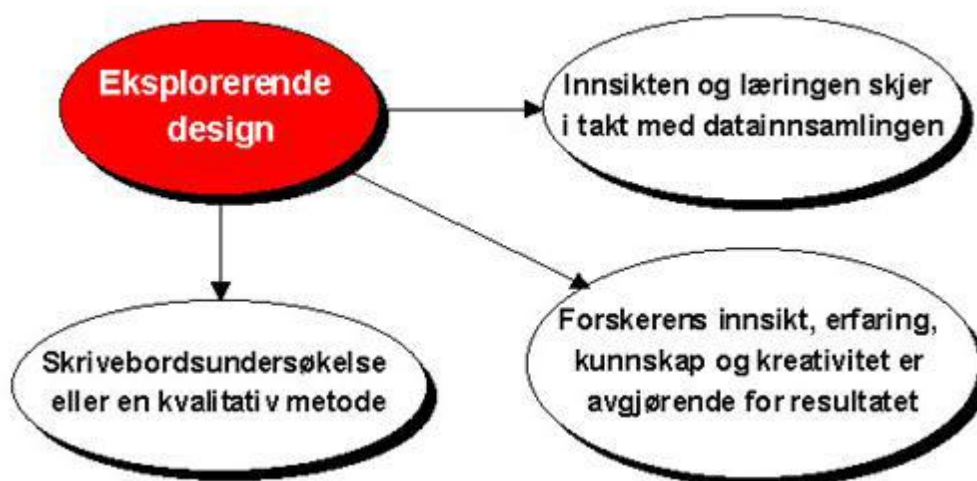 Eksplorerende
design
Innsikten og læringen skjer
i takt med datainnsamlingen
Skrivebordsundersøkelse
eller en kvalitativ metode
Forskerens innsikt, erfaring,
kunnskap og kreativitet er
avgjørende for resultatet